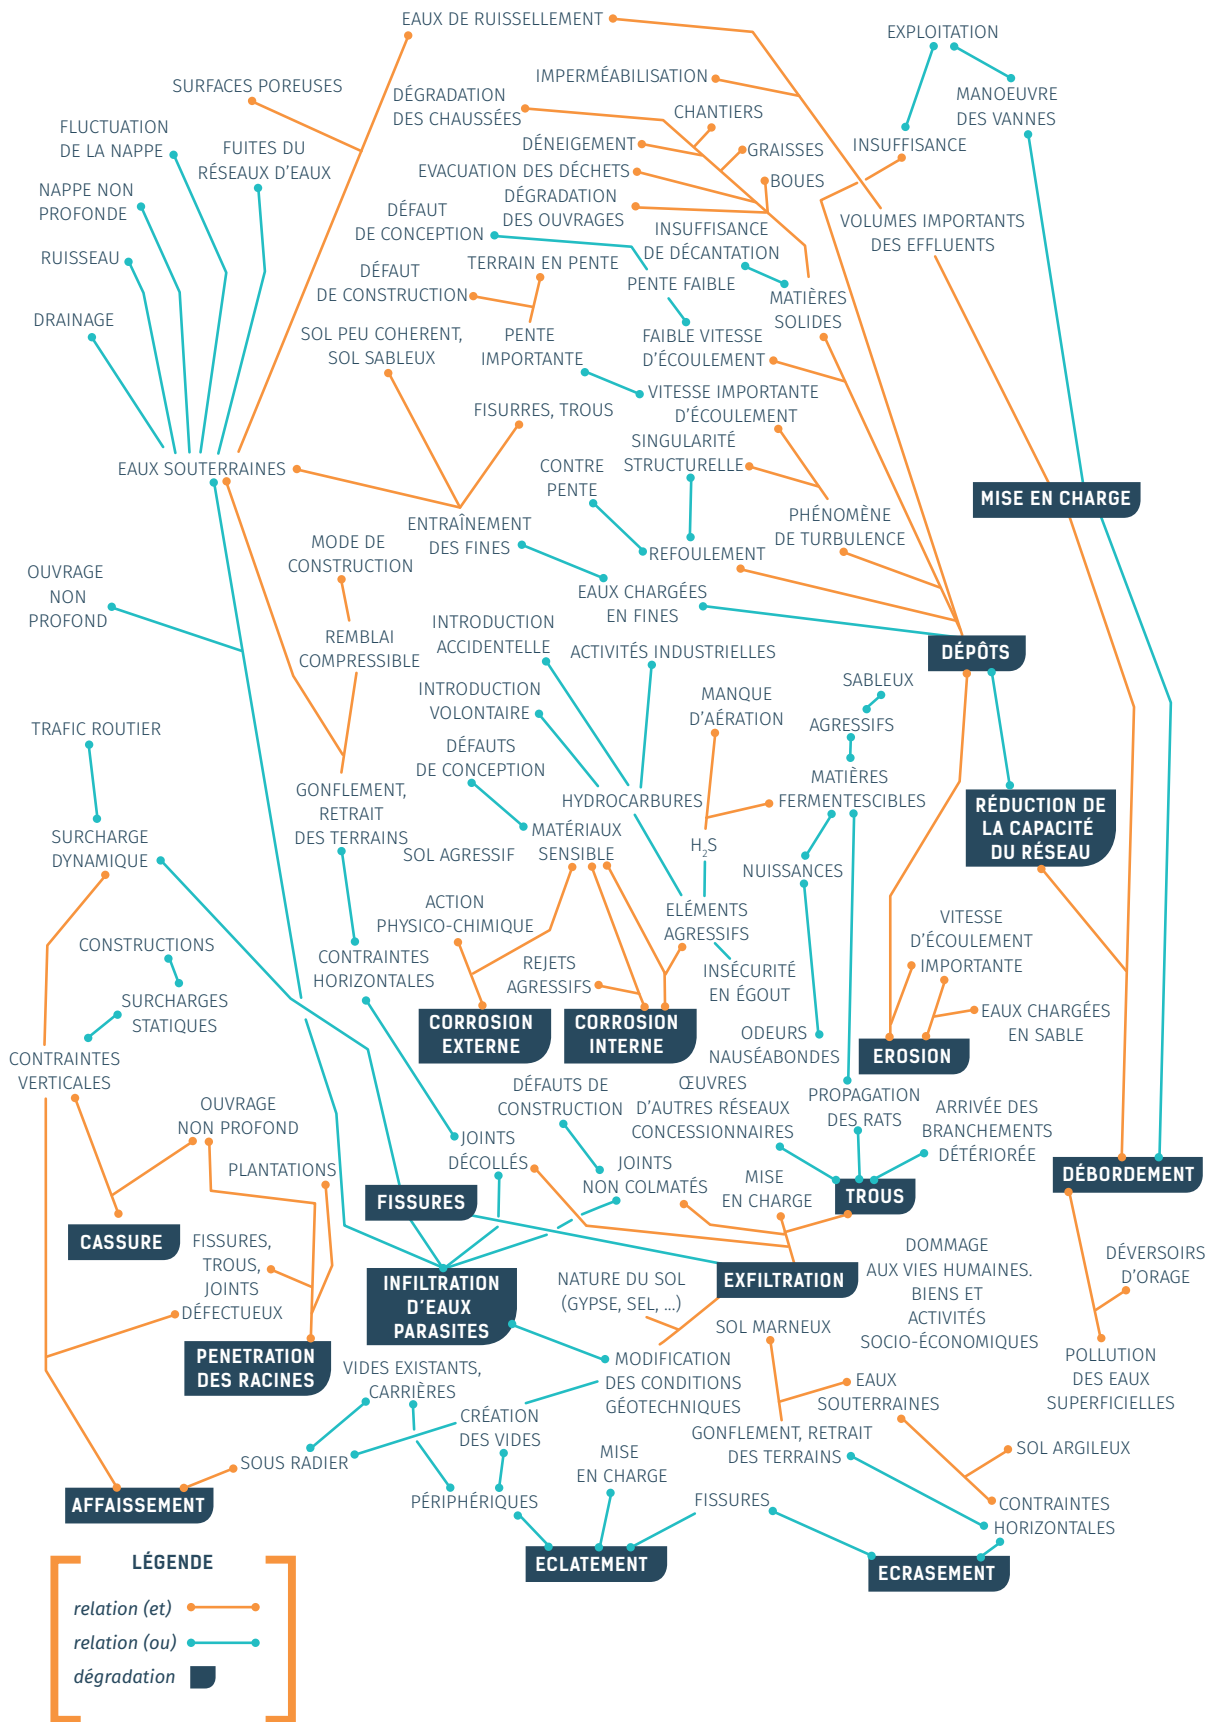 EAUX DE RUISSELLEMENT
EXPLOITATION
IMPERMÉABILISATION
SURFACES POREUSES
DÉGRADATION
DES CHAUSSÉES
CHANTIERS
MANOEUVRE
DES VANNES
FLUCTUATION
DE LA NAPPE
FUITES DU
RÉSEAUX D'EAUX
DÉNEIGEMENT
GRAISSES
INSUFFISANCE
EVACUATION DES DÉCHETS
BOUES
NAPPE NON
PROFONDE
DÉGRADATION
DES OUVRAGES
DÉFAUT
DE CONCEPTION
INSUFFISANCE
DE DÉCANTATION
VOLUMES IMPORTANTS
DES EFFLUENTS
RUISSEAU
TERRAIN EN PENTE
DÉFAUT
DE CONSTRUCTION
PENTE FAIBLE
MATIÈRES
SOLIDES
DRAINAGE
SOL PEU COHERENT,
SOL SABLEUX
PENTE
IMPORTANTE
FAIBLE VITESSE
D'ÉCOULEMENT
VITESSE IMPORTANTE
D'ÉCOULEMENT
FISURRES, TROUS
SINGULARITÉ
STRUCTURELLE
EAUX SOUTERRAINES
CONTRE
PENTE
MISE EN CHARGE
ENTRAÎNEMENT
DES FINES
PHÉNOMÈNE
DE TURBULENCE
MODE DE
CONSTRUCTION
REFOULEMENT
OUVRAGE
NON
PROFOND
EAUX CHARGÉES
EN FINES
REMBLAI
COMPRESSIBLE
INTRODUCTION
ACCIDENTELLE
ACTIVITÉS INDUSTRIELLES
DÉPÔTS
SABLEUX
MANQUE
D'AÉRATION
INTRODUCTION
VOLONTAIRE
AGRESSIFS
TRAFIC ROUTIER
DÉFAUTS
DE CONCEPTION
MATIÈRES
FERMENTESCIBLES
GONFLEMENT,
RETRAIT
DES TERRAINS
HYDROCARBURES
RÉDUCTION DE
LA CAPACITÉ
DU RÉSEAU
SURCHARGE
DYNAMIQUE
MATÉRIAUX
SENSIBLE
SOL AGRESSIF
H2S
NUISSANCES
ACTION
PHYSICO-CHIMIQUE
ELÉMENTS
AGRESSIFS
VITESSE
D'ÉCOULEMENT
IMPORTANTE
CONSTRUCTIONS
CONTRAINTES
HORIZONTALES
REJETS
AGRESSIFS
INSÉCURITÉ
EN ÉGOUT
SURCHARGES
STATIQUES
CORROSION
EXTERNE
CORROSION
INTERNE
EAUX CHARGÉES
EN SABLE
ODEURS
NAUSÉABONDES
EROSION
CONTRAINTES
VERTICALES
DÉFAUTS DE
CONSTRUCTION
ŒUVRES
D'AUTRES RÉSEAUX
CONCESSIONNAIRES
PROPAGATION
DES RATS
ARRIVÉE DES
BRANCHEMENTS
DÉTÉRIORÉE
OUVRAGE
NON PROFOND
JOINTS
DÉCOLLÉS
PLANTATIONS
JOINTS
NON COLMATÉS
MISE
EN CHARGE
DÉBORDEMENT
FISSURES
TROUS
CASSURE
FISSURES,
TROUS,
JOINTS
DÉFECTUEUX
INFILTRATION
D'EAUX
PARASITES
NATURE DU SOL
(GYPSE, SEL, ...)
EXFILTRATION
DOMMAGE
AUX VIES HUMAINES.
BIENS ET
ACTIVITÉS
SOCIO-ÉCONOMIQUES
DÉVERSOIRS
D'ORAGE
SOL MARNEUX
PENETRATION
DES RACINES
VIDES EXISTANTS,
CARRIÈRES
MODIFICATION
DES CONDITIONS
GÉOTECHNIQUES
EAUX
SOUTERRAINES
POLLUTION
DES EAUX
SUPERFICIELLES
CRÉATION
DES VIDES
GONFLEMENT, RETRAIT
DES TERRAINS
SOL ARGILEUX
SOUS RADIER
MISE
EN CHARGE
AFFAISSEMENT
PÉRIPHÉRIQUES
FISSURES
CONTRAINTES
HORIZONTALES
ECLATEMENT
ECRASEMENT
LÉGENDE
relation (et)
relation (ou)
dégradation